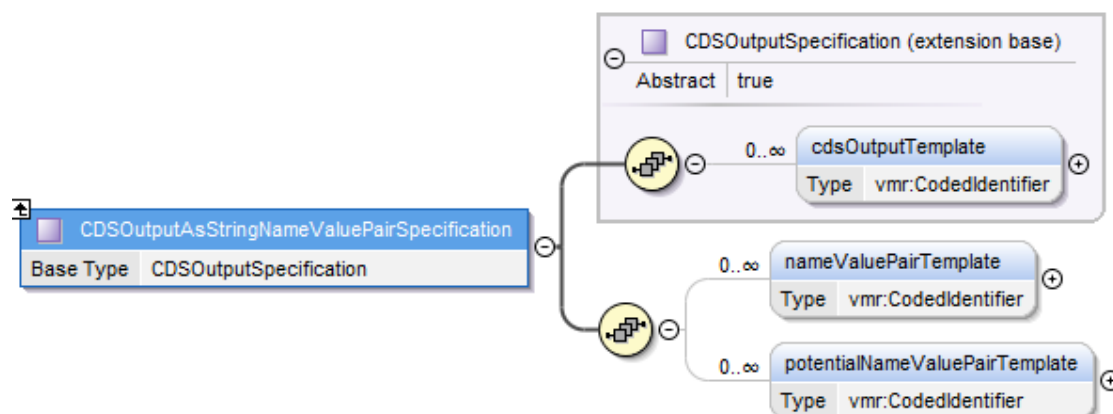 CDSOutputSpecification (extension base)
Abstract true
0..∞ cdsOutputTemplate
Type vmr:CodedIdentifier
CDSOutputAsStringNameValuePairSpecification
Base Type CDSOutputSpecification
0..∞ nameValuePairTemplate
Type vmr:CodedIdentifier
0..∞ potentialNameValuePairTemplate
Type vmr:CodedIdentifier